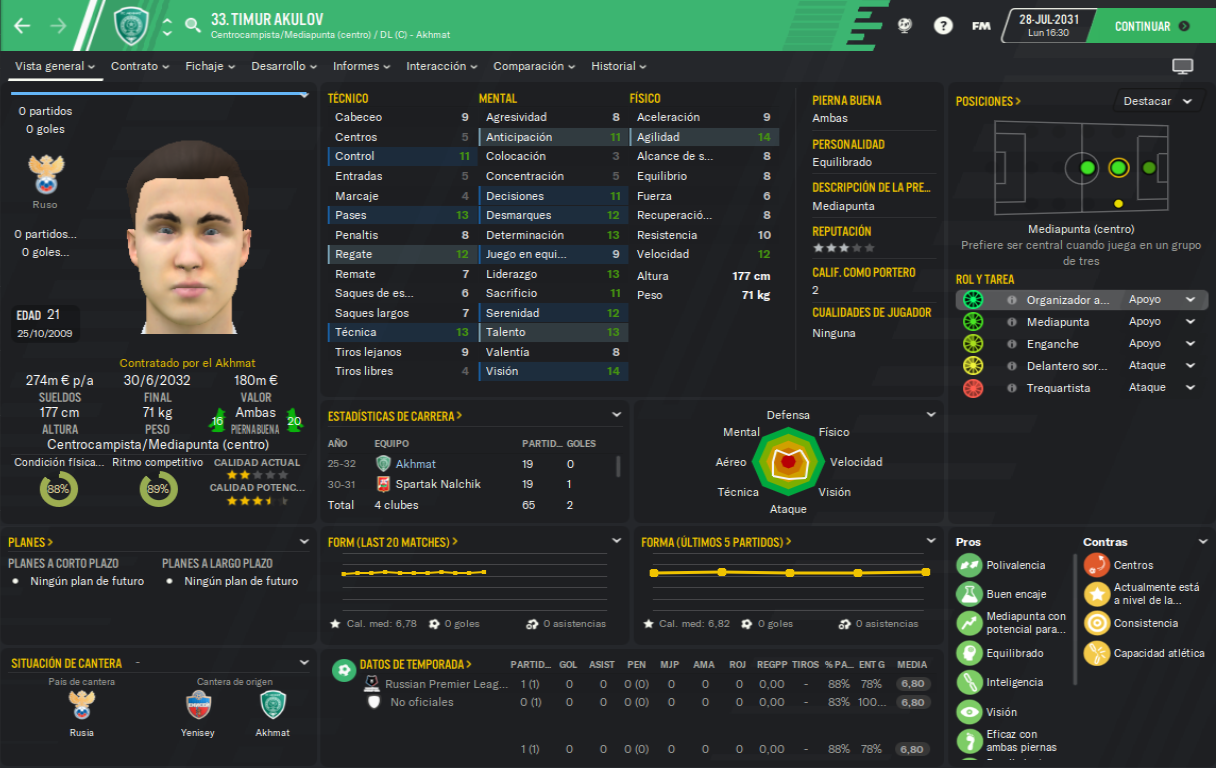 33. TIMUR AKULOV
Centrocampista/Mediapunta (centro) / DL (C) - Akhmat
?
FM
28-JUL-2031
Lun 16:30
CONTINUAR
Vista general
Contrato
Fichaje
Desarrollo
Informes
Interacción
Comparación
Historial
0 partidos
0 goles
Ruso
0 partidos...
0 goles...
EDAD 21
25/10/2009
Contratado por el Akhmat
274m € p/a
SUELDOS
30/6/2032
FINAL
180m €
VALOR
177 cm
ALTURA
71 kg
PESO
16
Ambas
PIERNA BUENA
20
Centrocampista/Mediapunta (centro)
Condición física...
88%
Ritmo competitivo
89%
CALIDAD ACTUAL
CALIDAD POTENC...
TÉCNICO
Cabeceo 9
Centros 5
Control 11
Entradas 5
Marcaje 4
Pases 13
Penaltis 8
Regate 12
Remate 7
Saques de es... 6
Saques largos 7
Técnica 13
Tiros lejanos 9
Tiros libres 4
MENTAL
Agresividad 8
Anticipación 11
Colocación 3
Concentración 5
Decisiones 11
Desmarques 12
Determinación 13
Juego en equi... 9
Liderazgo 13
Sacrificio 11
Serenidad 12
Talento 13
Valentía 8
Visión 14
FÍSICO
Aceleración 9
Agilidad 14
Alcance de s... 8
Equilibrio 8
Fuerza 6
Recuperació... 8
Resistencia 10
Velocidad 12
Altura 177 cm
Peso 71 kg
PIERNA BUENA
Ambas
PERSONALIDAD
Equilibrado
DESCRIPCIÓN DE LA PRE...
Mediapunta
REPUTACIÓN
CALIF. COMO PORTERO
2
CUALIDADES DE JUGADOR
Ninguna
POSICIONES >
Destacar
Mediapunta (centro)
Prefiere ser central cuando juega en un grupo
de tres
ROL Y TAREA
Organizador a... Apoyo
Mediapunta Apoyo
Enganche Apoyo
Delantero sor... Ataque
Trequartista Ataque
ESTADÍSTICAS DE CARRERA >
AÑO EQUIPO PARTID... GOLES
25-32 Akhmat 19 0
30-31 Spartak Nalchik 19 1
Total 4 clubes 65 2
Defensa
Mental
Físico
Aéreo
Velocidad
Técnica
Visión
Ataque
PLANES >
PLANES A CORTO PLAZO
Ningún plan de futuro
PLANES A LARGO PLAZO
Ningún plan de futuro
FORM (LAST 20 MATCHES) >
Cal. med: 6,78
0 goles
0 asistencias
FORMA (ÚLTIMOS 5 PARTIDOS) >
Cal. med: 6,82
0 goles
0 asistencias
Pros
Polivalencia
Buen encaje
Mediapunta con
potencial para...
Equilibrado
Inteligencia
Visión
Eficaz con
ambas piernas
Contras
Centros
Actualmente está
a nivel de la...
Consistencia
Capacidad atlética
SITUACIÓN DE CANTERA -
País de cantera
Rusia
Cantera de origen
Yenisey
Akhmat
DATOS DE TEMPORADA > PARTID... GOL ASIST PEN MJP AMA ROJ REGPP TIROS % PA... ENT G MEDIA
Russian Premier Leag... 1 (1) 0 0 0 (0) 0 0 0 0,00 - 88% 78% 6,80
No oficiales 0 (1) 0 0 0 (0) 0 0 0 0,00 - 83% 100... 6,80
1 (1) 0 0 0 (0) 0 0 0 0,00 - 88% 78% 6,80